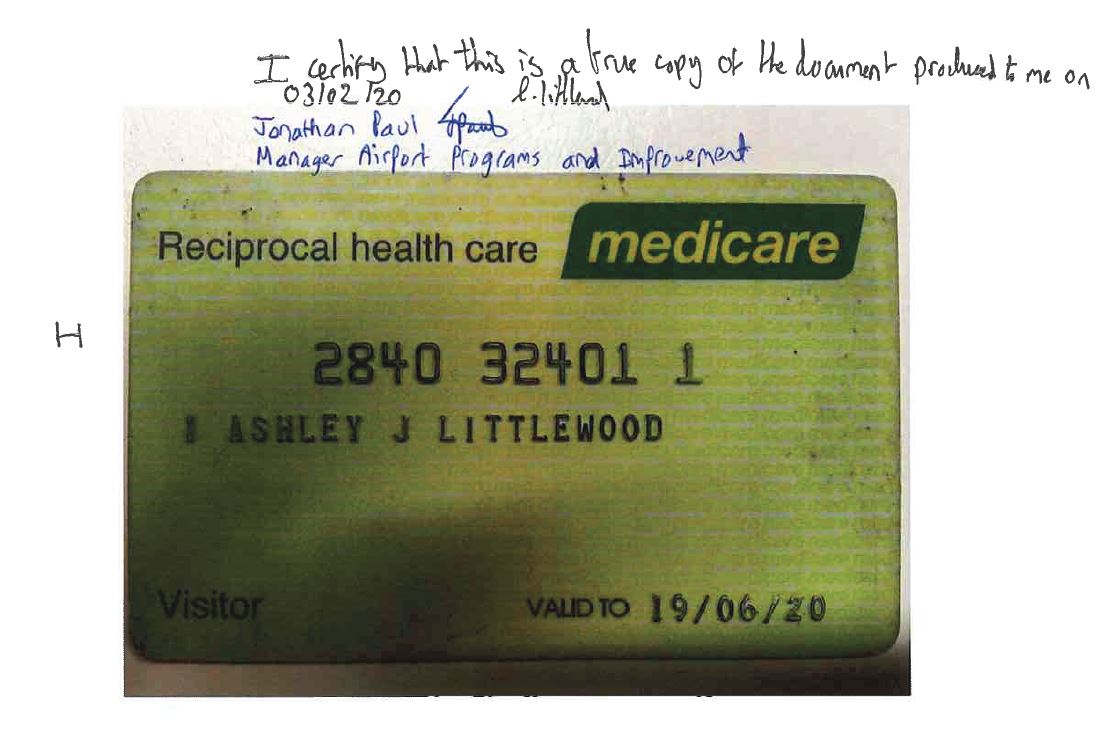 I certify that this is a true copy of the document produced to me on
03/02/20
Jonathan Paul
Manager Airport Programs and Improvement
Reciprocal health care medicare
H
2840 32401 1
1 ASHLEY J LITTLEWOOD
Visitor VALID TO 19/06/20